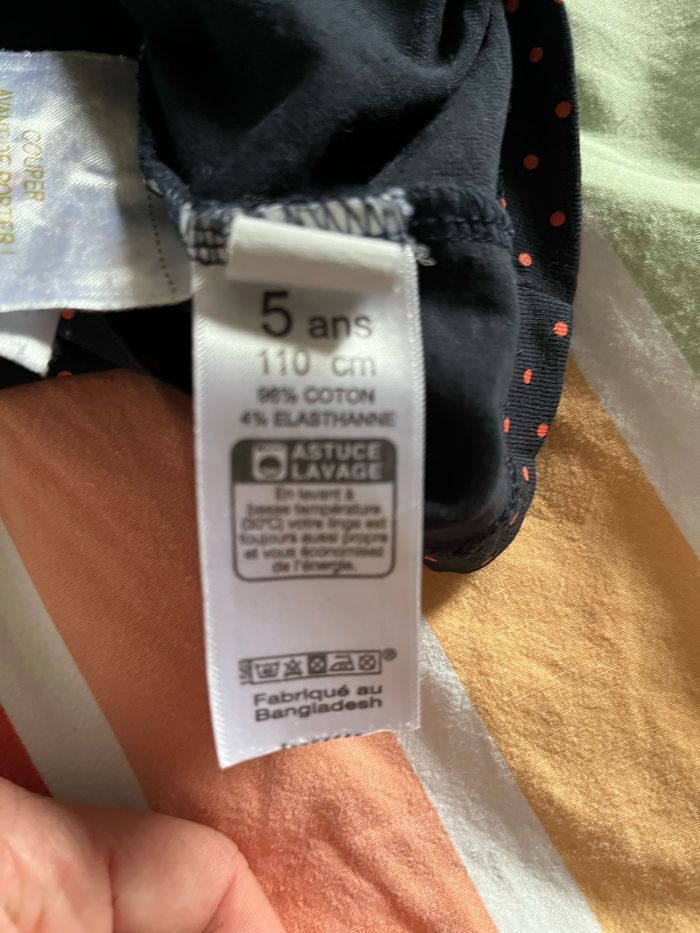 COUPER
AVANT DE PORTER !
5 ans
110 cm
96% COTON
4% ELASTHANNE
ASTUCE
LAVAGE
En lavant à
basse température
(30°C) votre linge est
toujours aussi propre
et vous économisez
de l'énergie.
®
Fabriqué au
Bangladesh